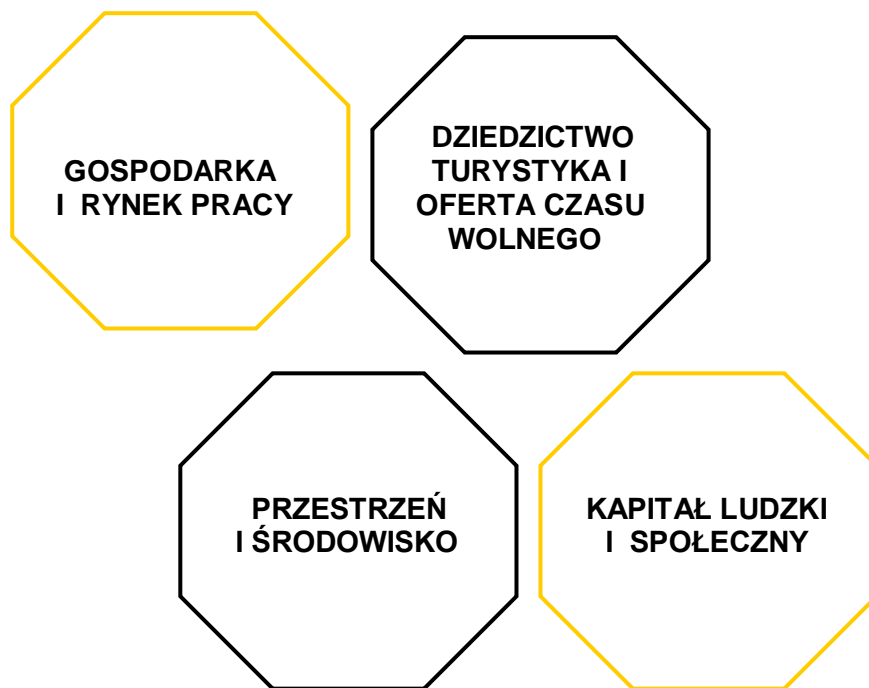 GOSPODARKA
I RYNEK PRACY
DZIEDZICTWO
TURYSTYKA I
OFERTA CZASU
WOLNEGO
PRZESTRZEŃ
I ŚRODOWISKO
KAPITAŁ LUDZKI
I SPOŁECZNY